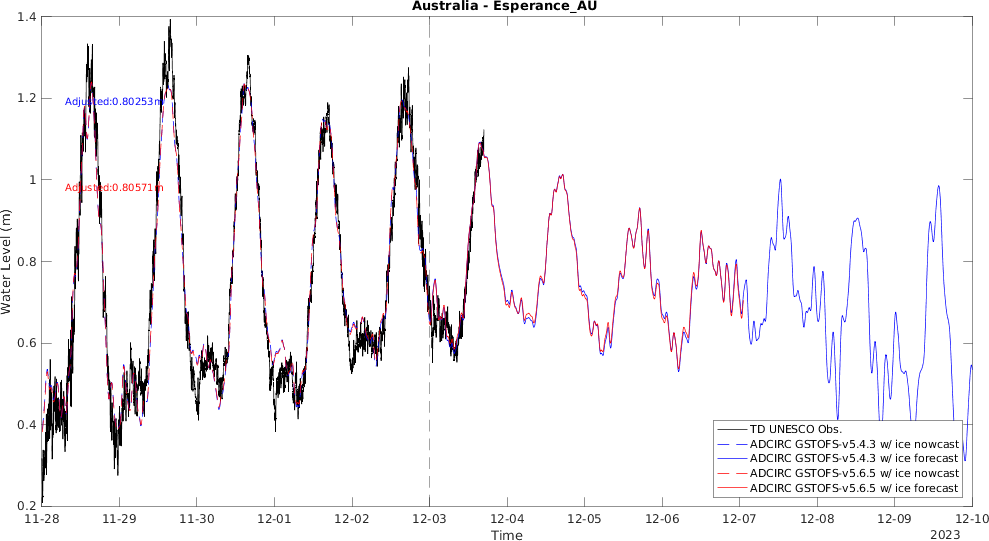 Australia - Esperance_AU
1.4
1.2
1
0.8
0.6
0.4
0.2
Water Level (m)
Adjusted:0.80253m
Adjusted:0.80571m
TD UNESCO Obs.
ADCIRC GSTOFS-v5.4.3 w/ ice nowcast
ADCIRC GSTOFS-v5.4.3 w/ ice forecast
ADCIRC GSTOFS-v5.6.5 w/ ice nowcast
ADCIRC GSTOFS-v5.6.5 w/ ice forecast
11-28 11-29 11-30 12-01 12-02 12-03 12-04 12-05 12-06 12-07 12-08 12-09 12-10
Time
2023